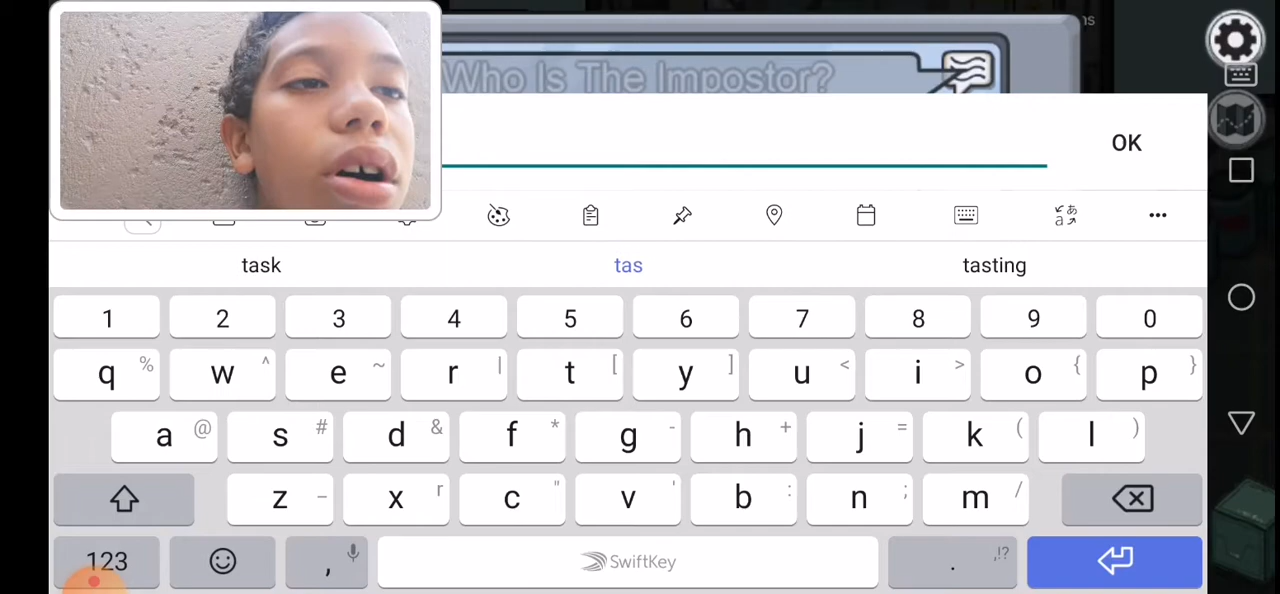 ns
Who Is The Impostor?
OK
task tas tasting
1 2 3 4 5 6 7 8 9 0
q % w ^ e ~ r | t [ y ] u < i > o { p }
a @ s # d & f * g - h + j = k ( l )
z _ x r c " v ' b : n ; m /
123 , SwiftKey . ,!?